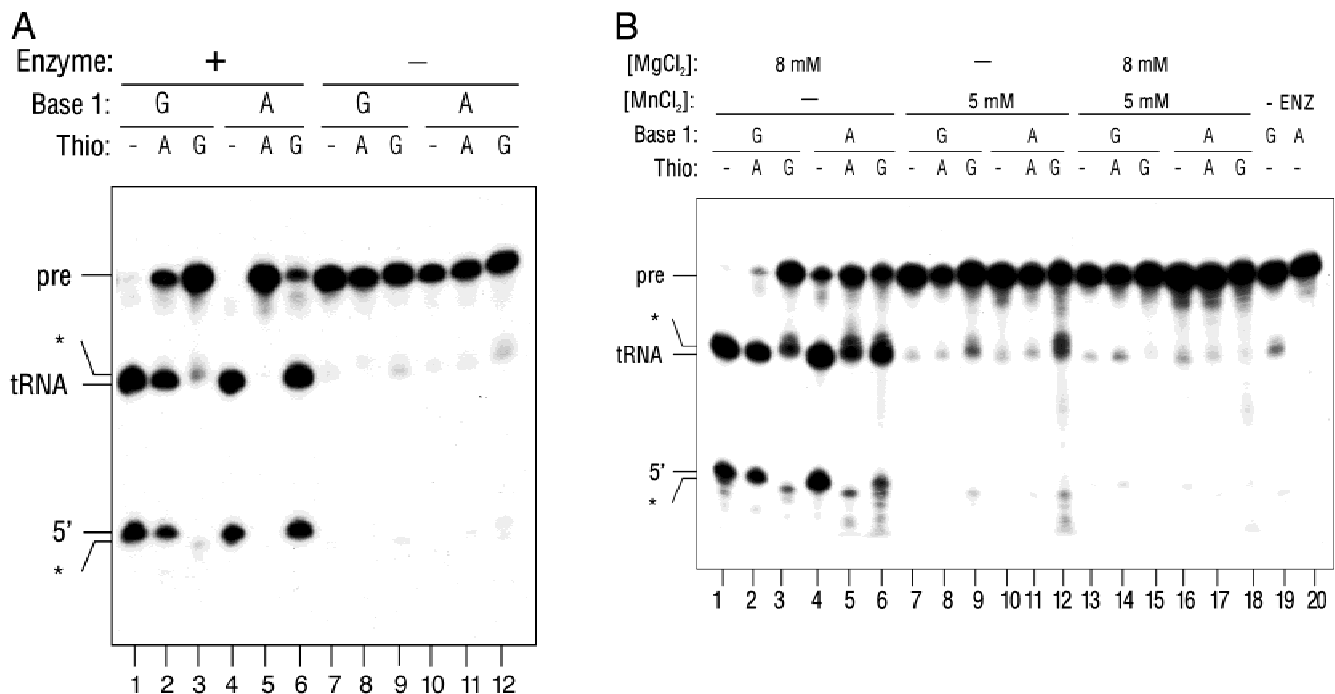 A
Enzyme: + –
Base 1: G A G A
Thio: - A G - A G - A G - A G
pre
*
tRNA
5'
*
1 2 3 4 5 6 7 8 9 10 11 12
B
[MgCl2]: 8 mM – 8 mM
[MnCl2]: – 5 mM 5 mM - ENZ
Base 1: G A G A G A G A
Thio: - A G - A G - A G - A G - A G - A G - -
pre
*
tRNA
5'
*
1 2 3 4 5 6 7 8 9 10 11 12 13 14 15 16 17 18 19 20